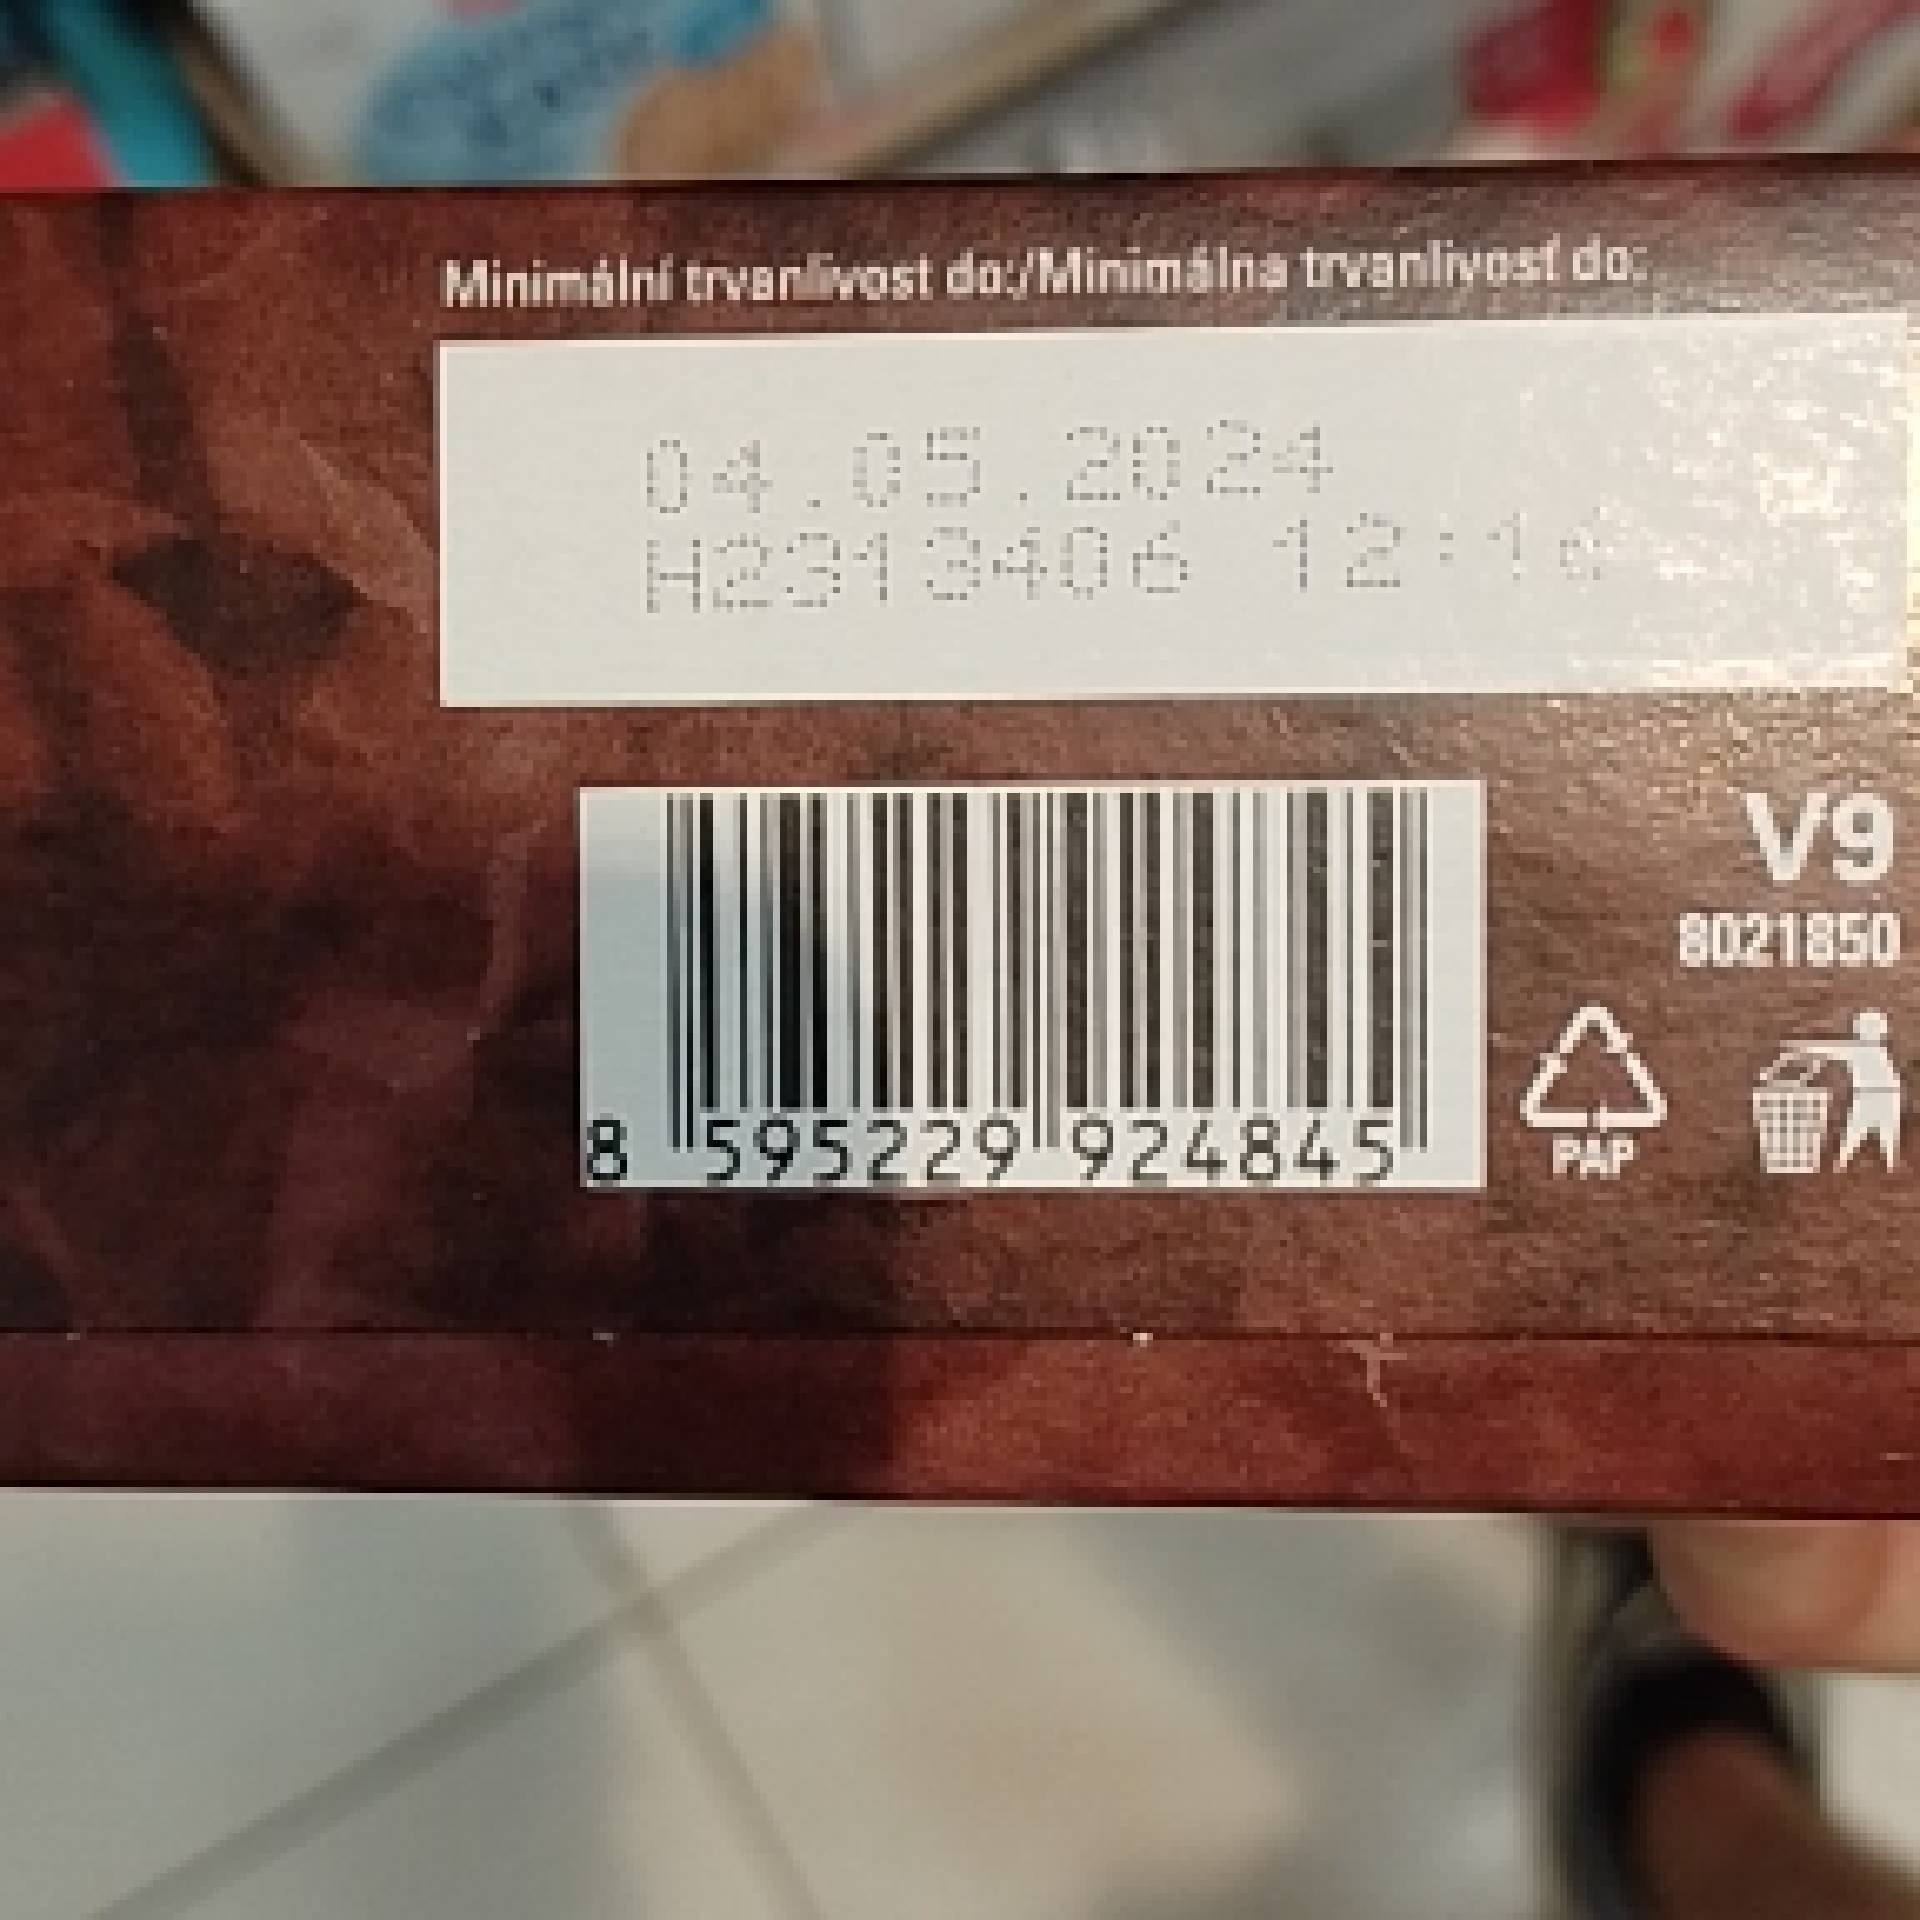 Minimální trvanlivost do:/Minimálna trvanlivosť do:
04.05.2024
H2313406 12:16
V9
8021850
PAP
8 595229 924845